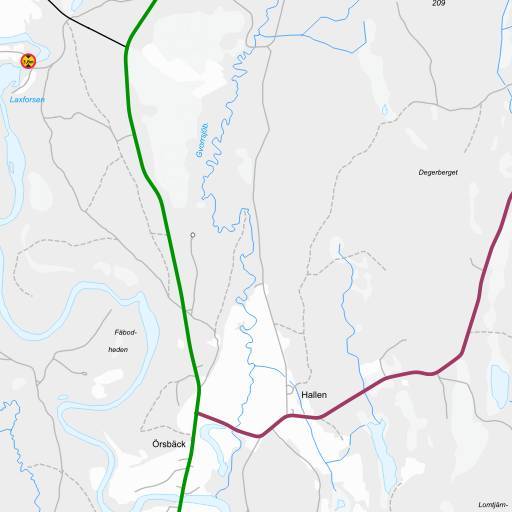 209
Laxforsen
Gvorrsjöb.
Degerberget
Fäbod-
heden
Hallen
Örsbäck
Lomtjärn-